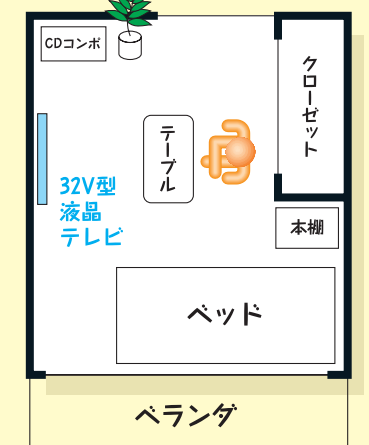 CDコンポ
クローゼット
テーブル
32V型
液晶
テレビ
本棚
ベッド
ベランダ